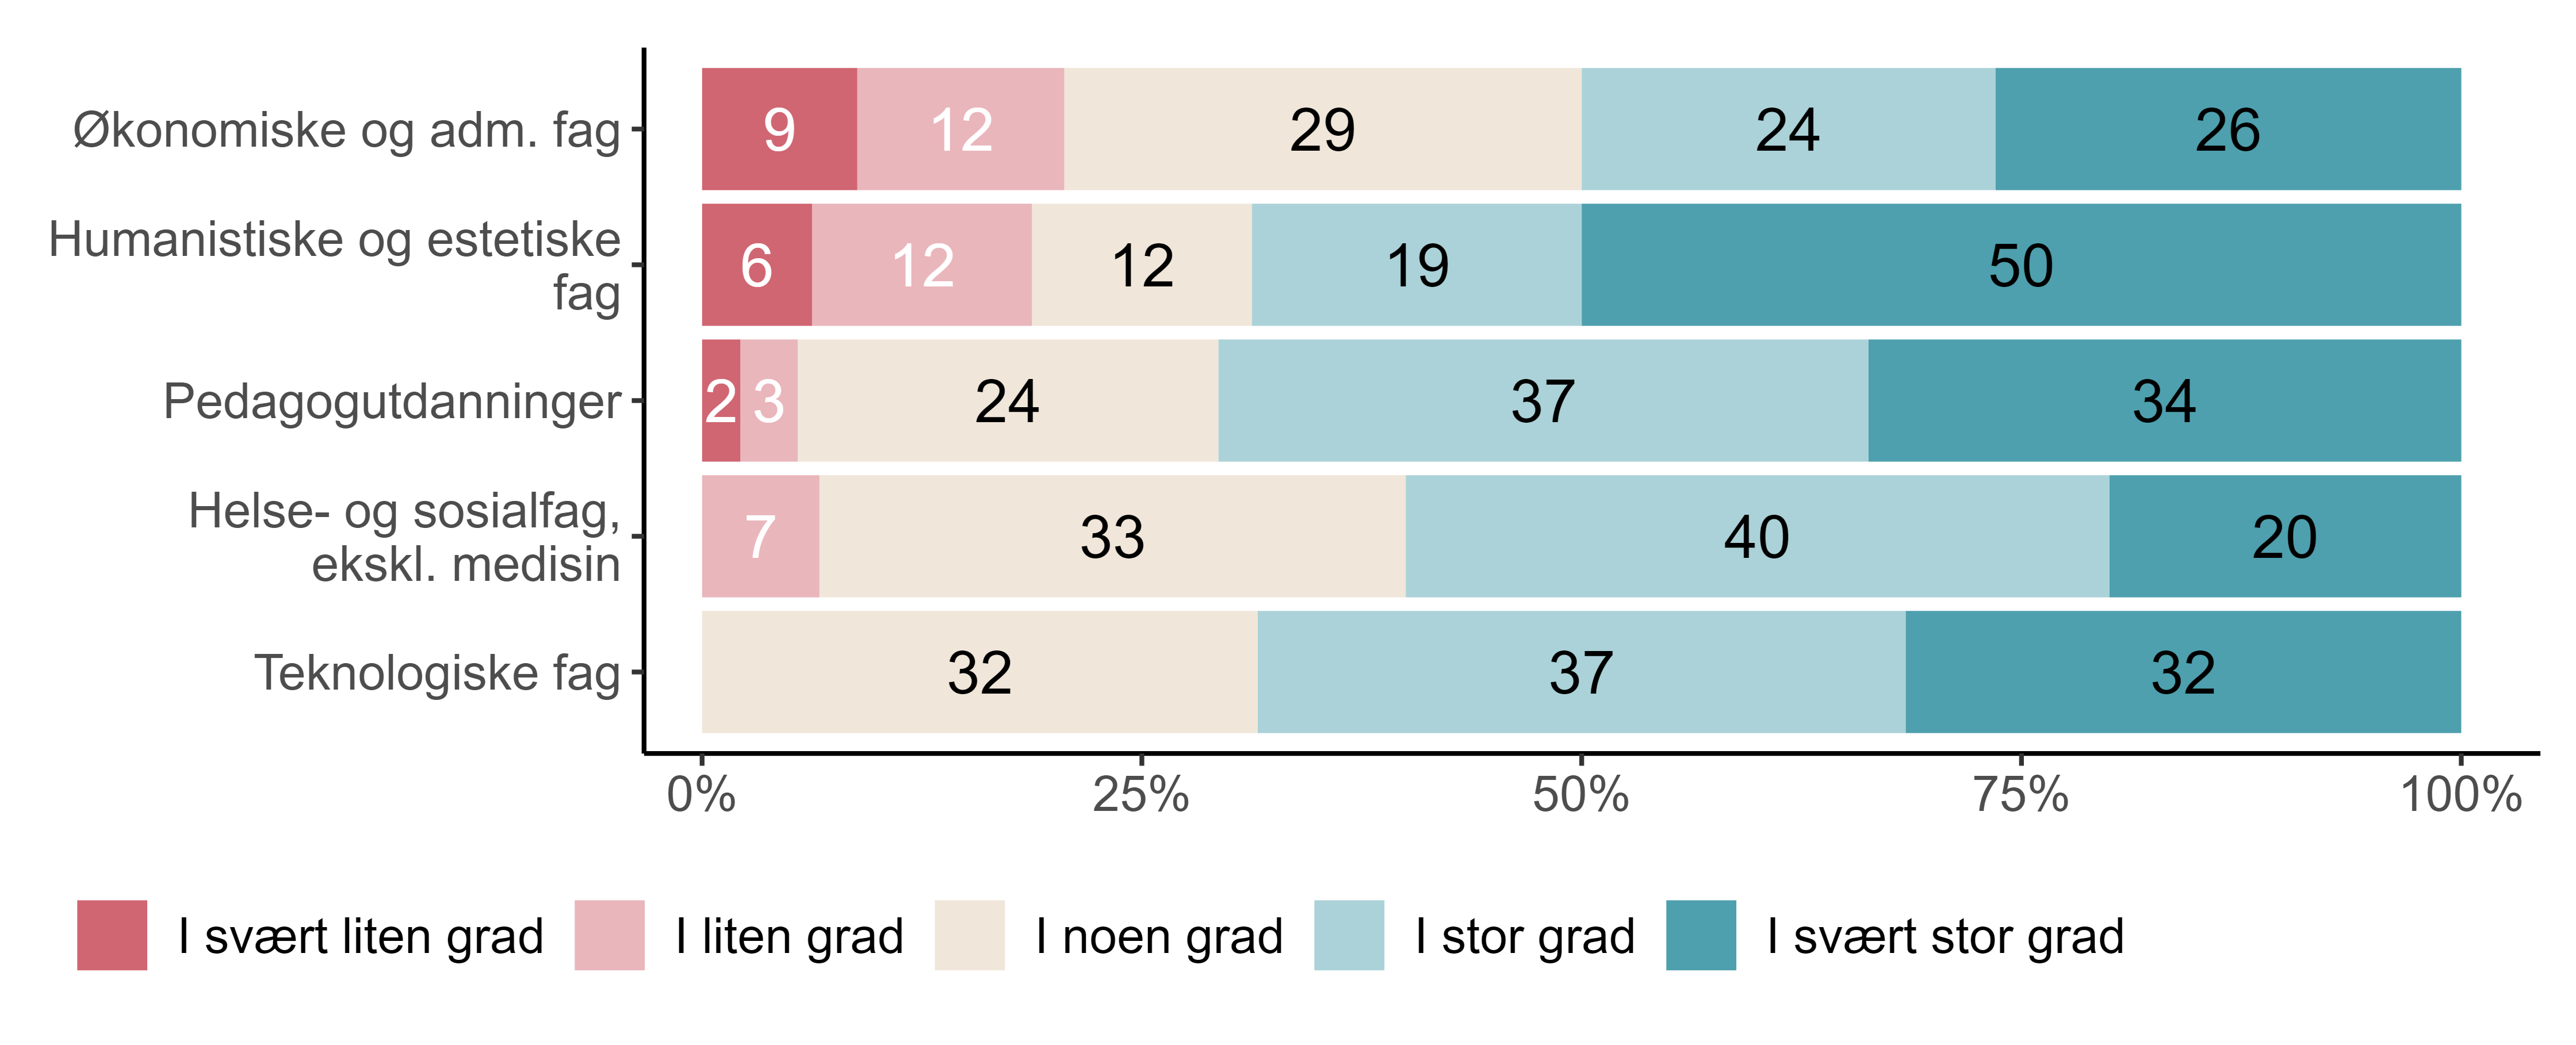 Økonomiske og adm. fag
9 12 29 24 26
Humanistiske og estetiske
fag
6 12 12 19 50
Pedagogutdanninger
2 3 24 37 34
Helse- og sosialfag,
ekskl. medisin
7 33 40 20
Teknologiske fag
32 37 32
0% 25% 50% 75% 100%
I svært liten grad I liten grad I noen grad I stor grad I svært stor grad